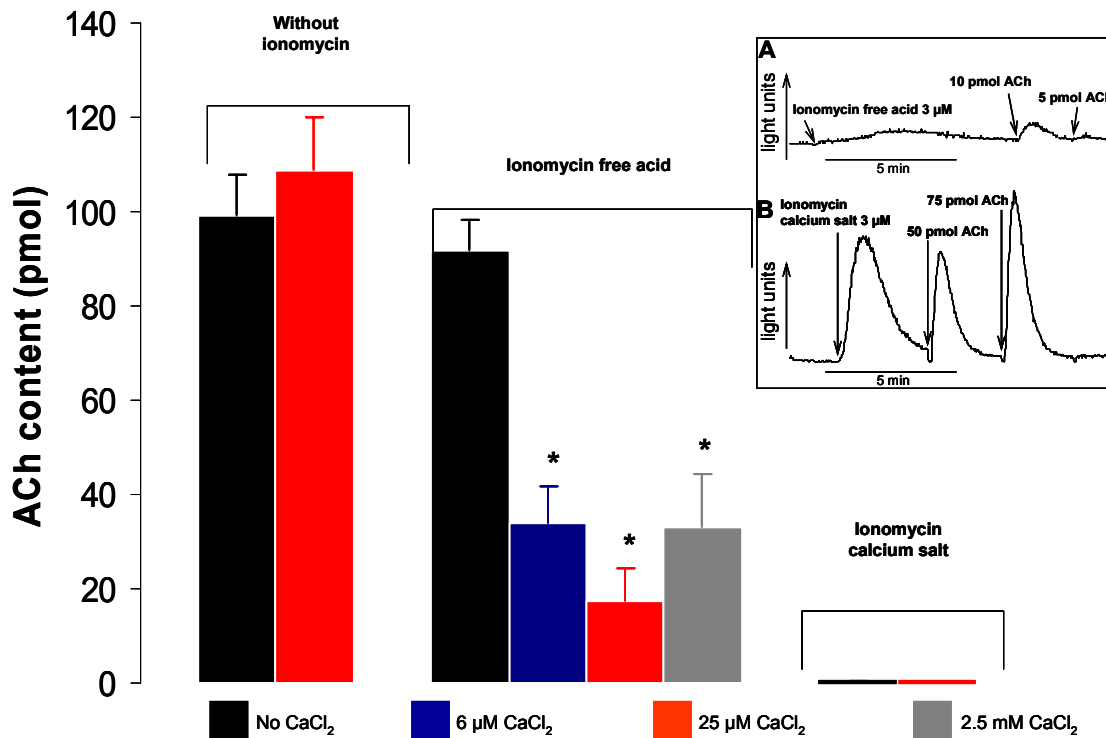 ACh content (pmol)
140
120
100
80
60
40
20
0
Without
ionomycin
Ionomycin free acid
*
*
*
Ionomycin
calcium salt
A
light units
Ionomycin free acid 3 µM
10 pmol ACh
5 pmol ACh
5 min
B
light units
Ionomycin
calcium salt 3 µM
50 pmol ACh
75 pmol ACh
5 min
No CaCl₂
6 µM CaCl₂
25 µM CaCl₂
2.5 mM CaCl₂